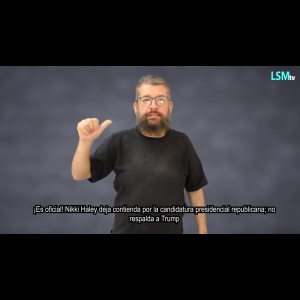 LSMtv
¡Es oficial! Nikki Haley deja contienda por la candidatura presidencial republicana; no
respalda a Trump